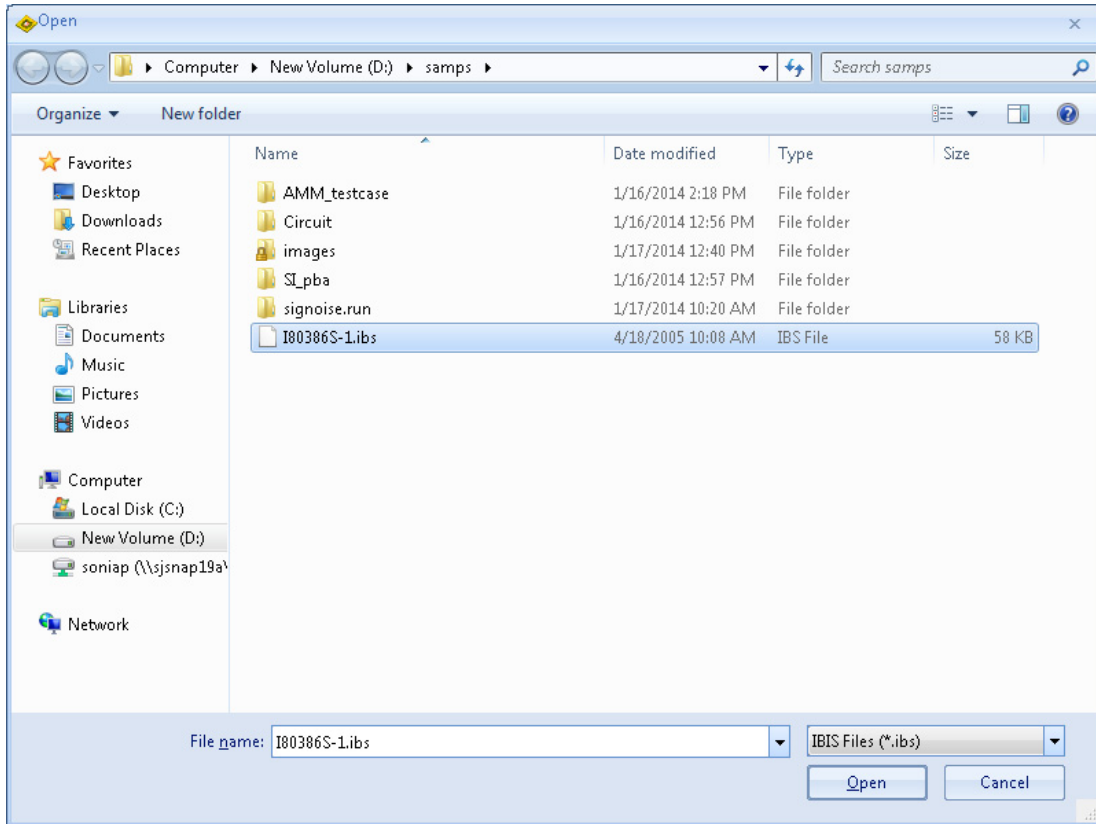 Open
Computer New Volume (D:) samps Search samps
Organize New folder
Favorites
Desktop
Downloads
Recent Places
Libraries
Documents
Music
Pictures
Videos
Computer
Local Disk (C:)
New Volume (D:)
soniap (\\sjsnap19a\
Network
Name Date modified Type Size
AMM_testcase 1/16/2014 2:18 PM File folder
Circuit 1/16/2014 12:56 PM File folder
images 1/17/2014 12:40 PM File folder
SI_pba 1/16/2014 12:57 PM File folder
signoise.run 1/17/2014 10:20 AM File folder
I80386S-1.ibs 4/18/2005 10:08 AM IBS File 58 KB
File name: I80386S-1.ibs IBIS Files (*.ibs)
Open Cancel